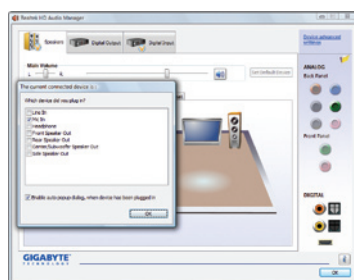 Realtek HD Audio Manager
Speakers
Digital Output
Digital Input
Device advanced settings
Main Volume
L
R
Set Default Device
ANALOG
Back Panel
Front Panel
DIGITAL
The current connected device is :
Which device did you plug in?
Line In
Mic In
Headphone
Front Speaker Out
Rear Speaker Out
Center/Subwoofer Speaker Out
Side Speaker Out
Enable auto popup dialog, when device has been plugged in
OK
GIGABYTE
TECHNOLOGY
OK